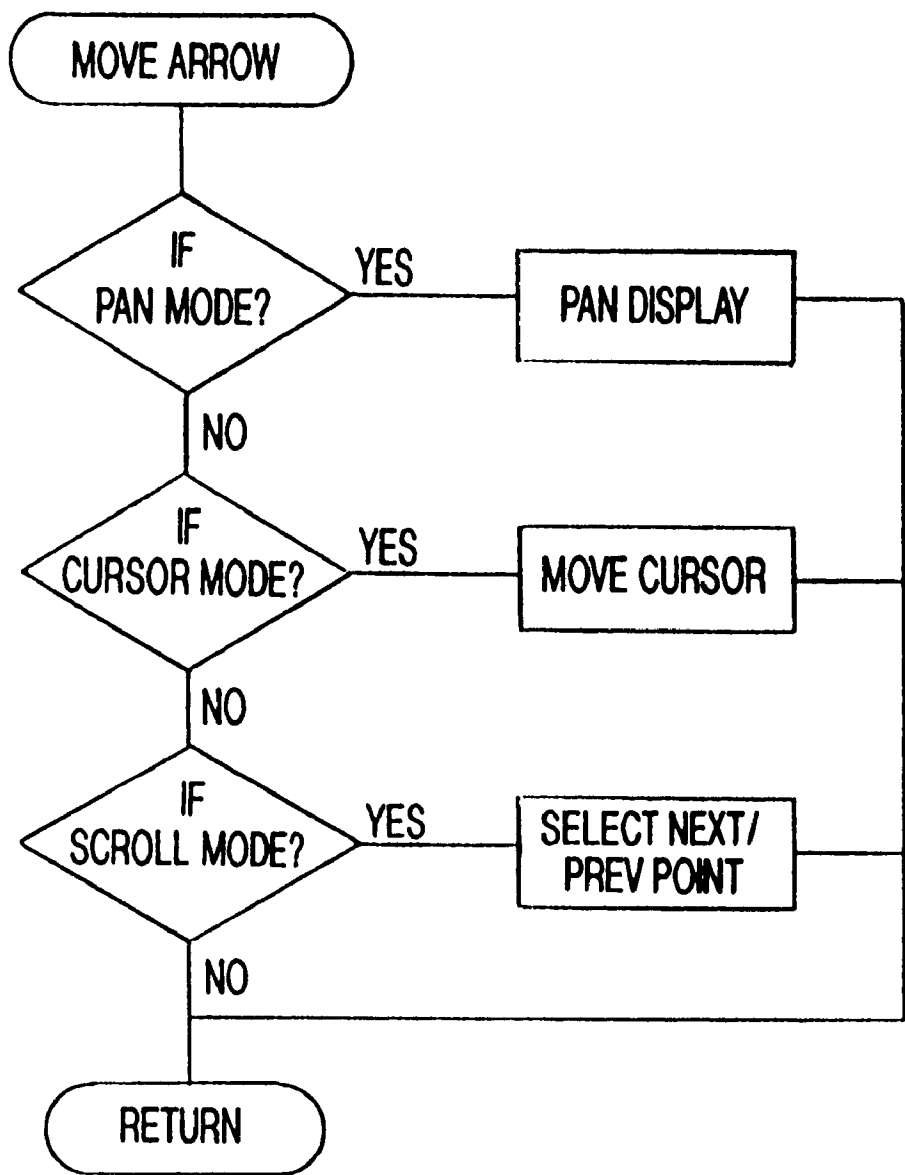 MOVE ARROW
IF
PAN MODE?
YES
PAN DISPLAY
NO
IF
CURSOR MODE?
YES
MOVE CURSOR
NO
IF
SCROLL MODE?
YES
SELECT NEXT/
PREV POINT
NO
RETURN